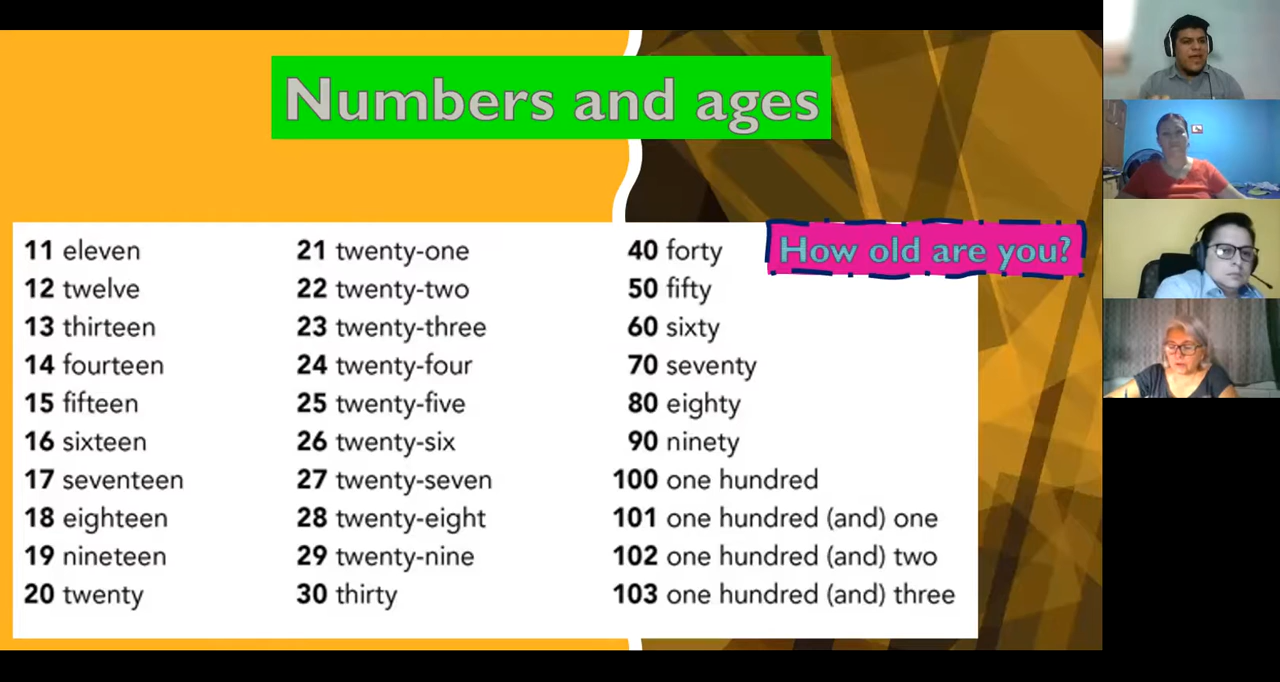 Numbers and ages
How old are you?
11 eleven
12 twelve
13 thirteen
14 fourteen
15 fifteen
16 sixteen
17 seventeen
18 eighteen
19 nineteen
20 twenty
21 twenty-one
22 twenty-two
23 twenty-three
24 twenty-four
25 twenty-five
26 twenty-six
27 twenty-seven
28 twenty-eight
29 twenty-nine
30 thirty
40 forty
50 fifty
60 sixty
70 seventy
80 eighty
90 ninety
100 one hundred
101 one hundred (and) one
102 one hundred (and) two
103 one hundred (and) three